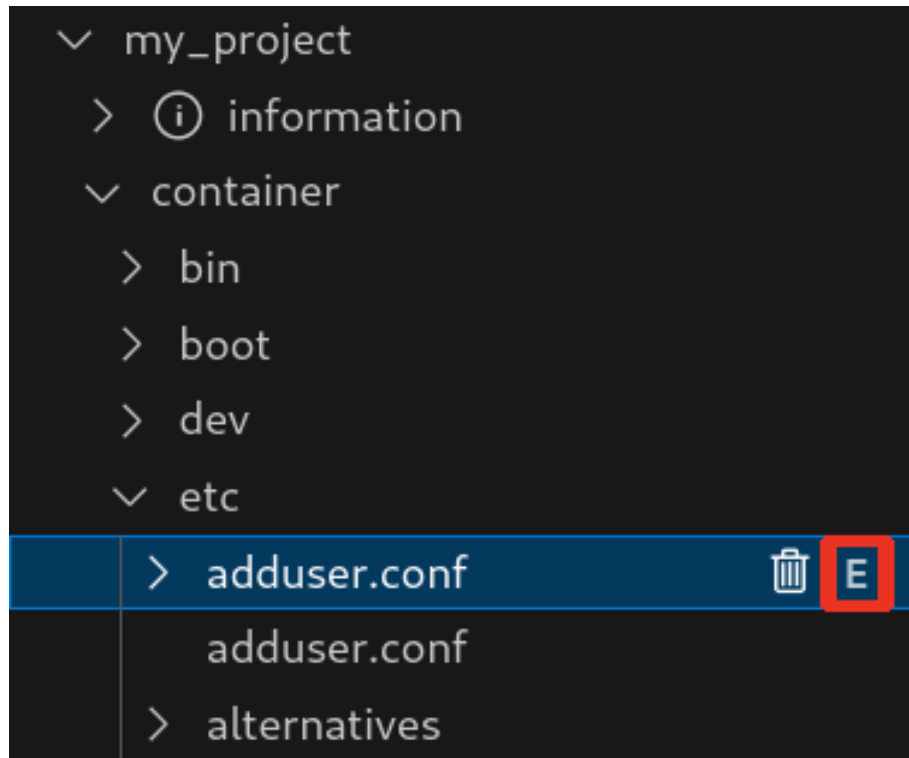 my_project
information
container
bin
boot
dev
etc
adduser.conf E
adduser.conf
alternatives